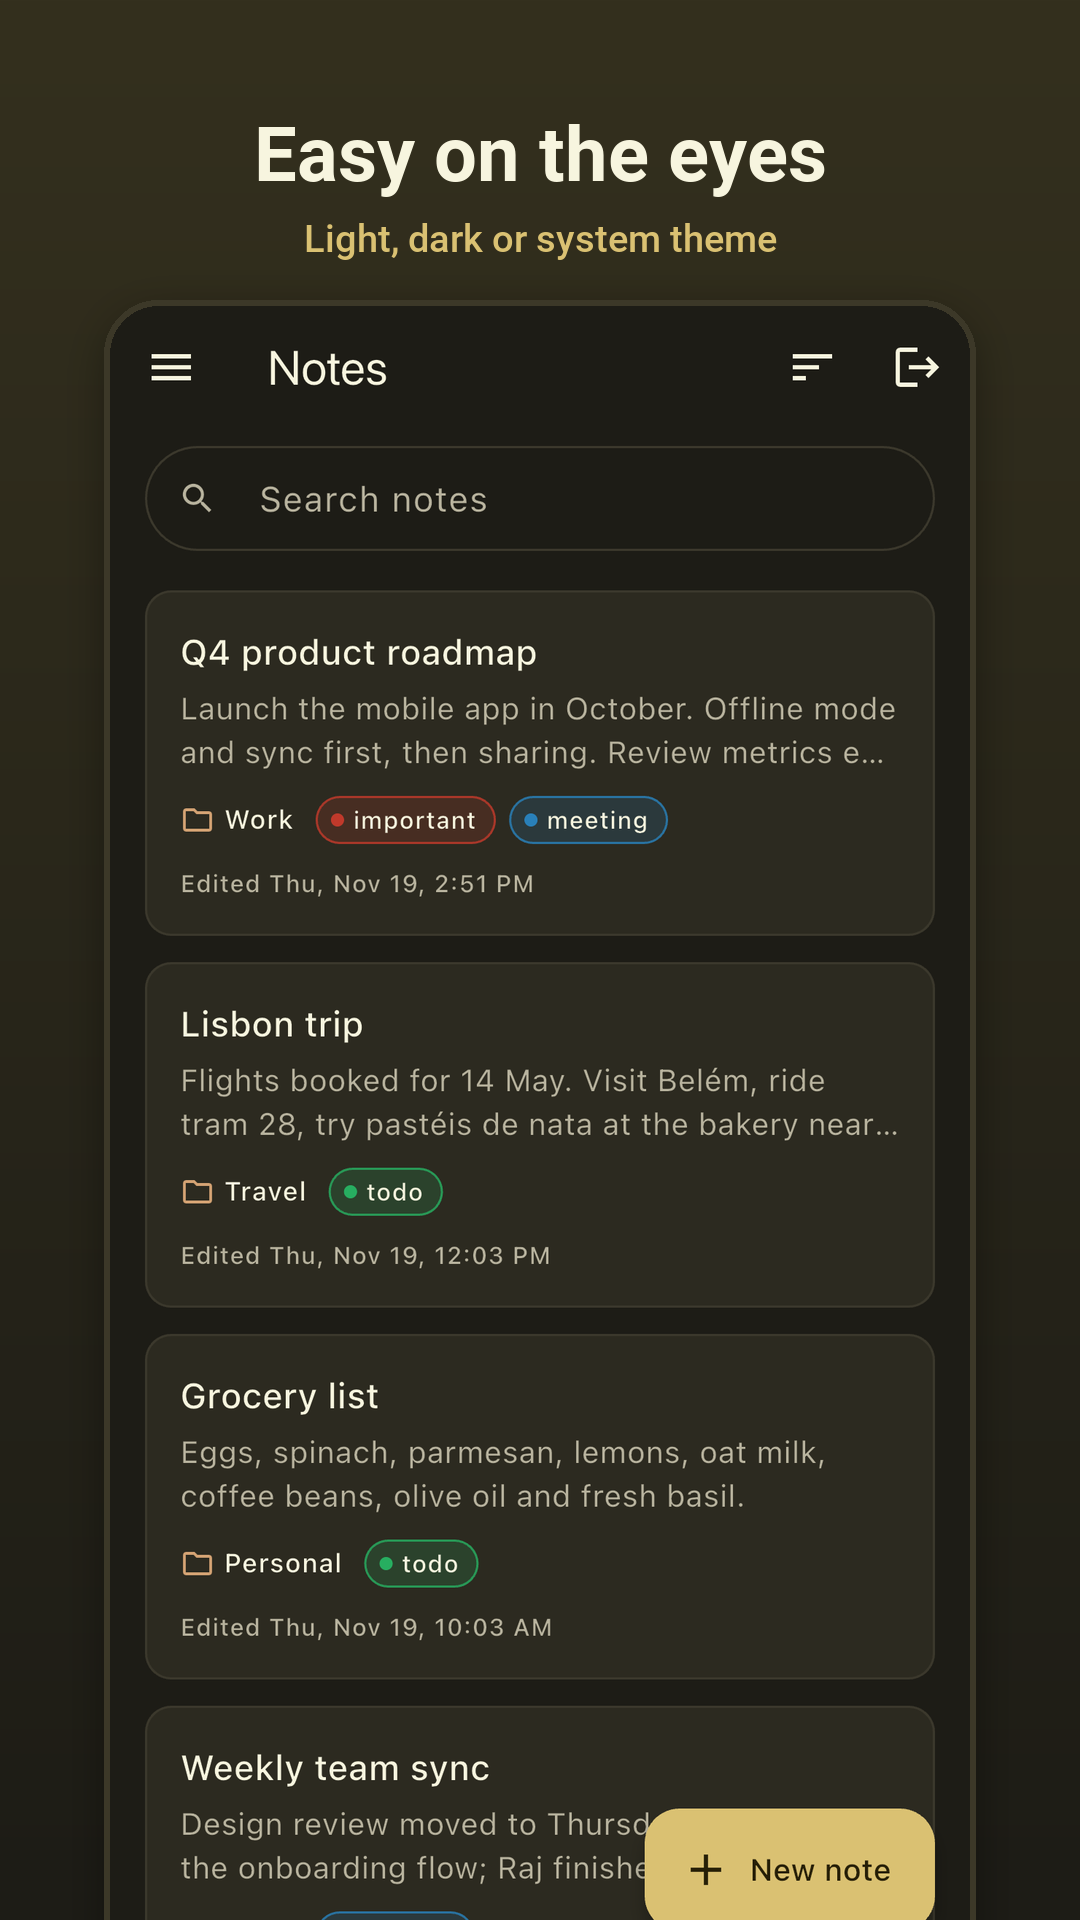 Easy on the eyes
Light, dark or system theme
Notes
Search notes
Q4 product roadmap
Launch the mobile app in October. Offline mode
and sync first, then sharing. Review metrics e...
Work
important
meeting
Edited Thu, Nov 19, 2:51 PM
Lisbon trip
Flights booked for 14 May. Visit Belém, ride
tram 28, try pastéis de nata at the bakery near...
Travel
todo
Edited Thu, Nov 19, 12:03 PM
Grocery list
Eggs, spinach, parmesan, lemons, oat milk,
coffee beans, olive oil and fresh basil.
Personal
todo
Edited Thu, Nov 19, 10:03 AM
Weekly team sync
Design review moved to Thursd
the onboarding flow; Raj finishe
New note